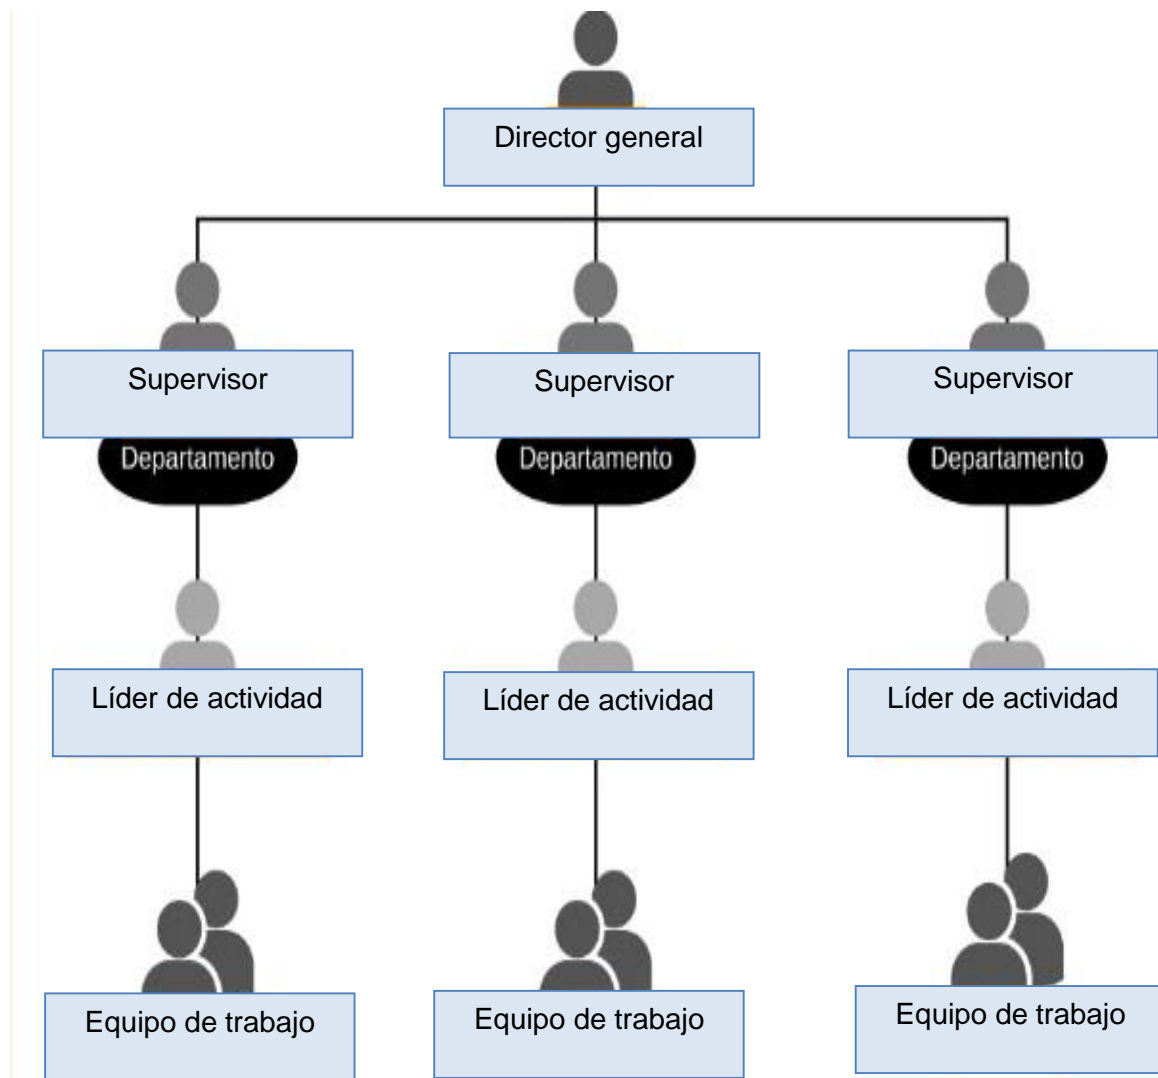 Director general
Supervisor
Supervisor
Supervisor
Departamento
Departamento
Departamento
Líder de actividad
Líder de actividad
Líder de actividad
Equipo de trabajo
Equipo de trabajo
Equipo de trabajo